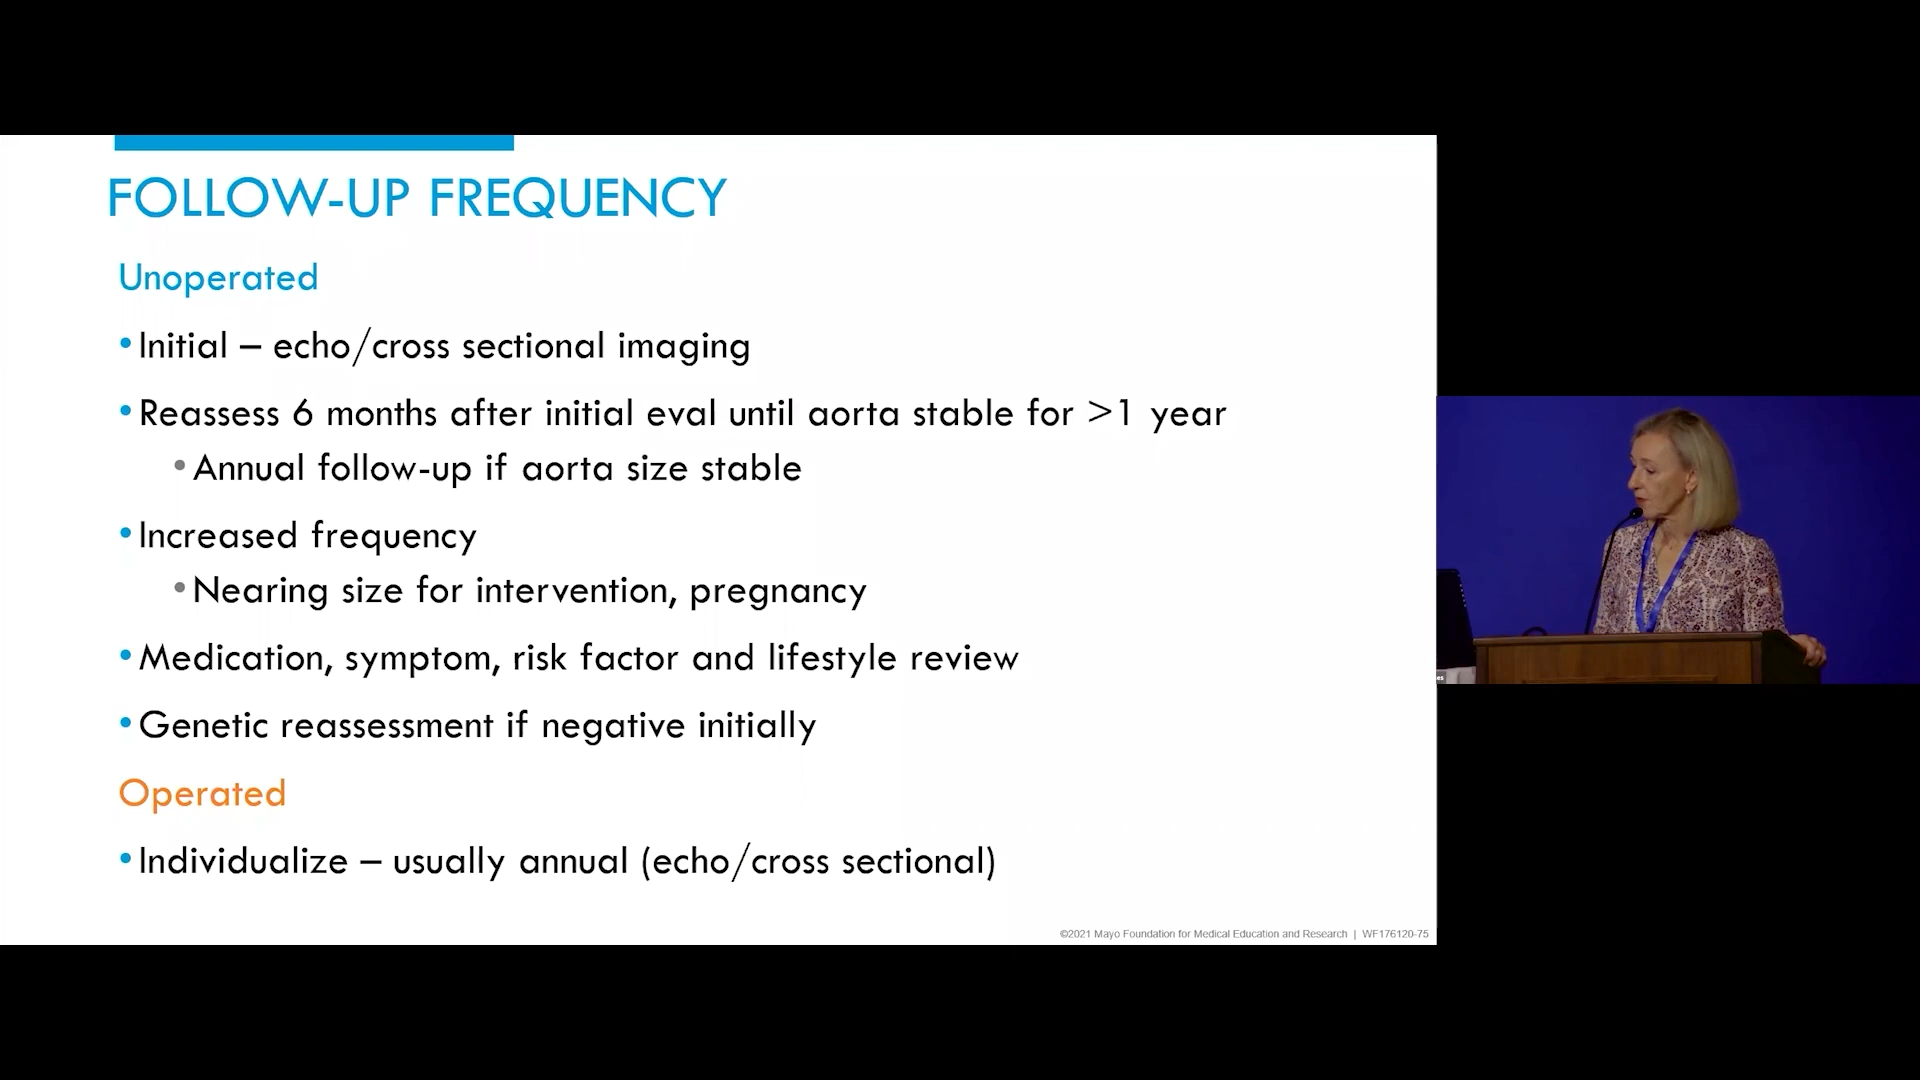 FOLLOW-UP FREQUENCY
Unoperated
•Initial – echo/cross sectional imaging
•Reassess 6 months after initial eval until aorta stable for >1 year
•Annual follow-up if aorta size stable
•Increased frequency
•Nearing size for intervention, pregnancy
•Medication, symptom, risk factor and lifestyle review
•Genetic reassessment if negative initially
Operated
•Individualize – usually annual (echo/cross sectional)
©2021 Mayo Foundation for Medical Education and Research | WF176120-75